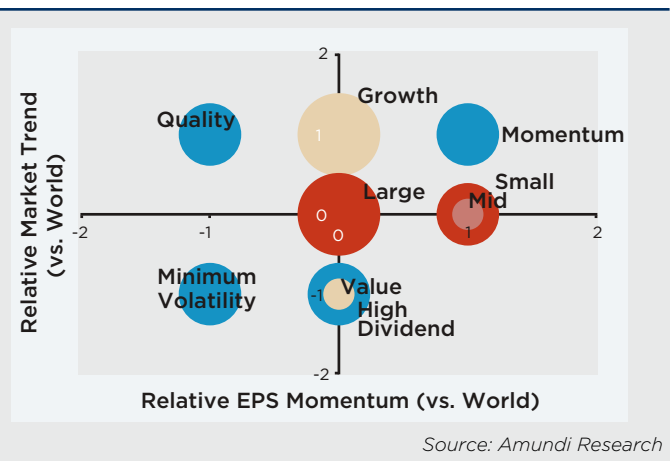 2
Growth
Quality
1
Momentum
Small
Large
Mid
0
-2
-1
0
1
2
Minimum
Volatility
-1
Value
High
Dividend
-2
Relative Market Trend
(vs. World)
Relative EPS Momentum (vs. World)
Source: Amundi Research